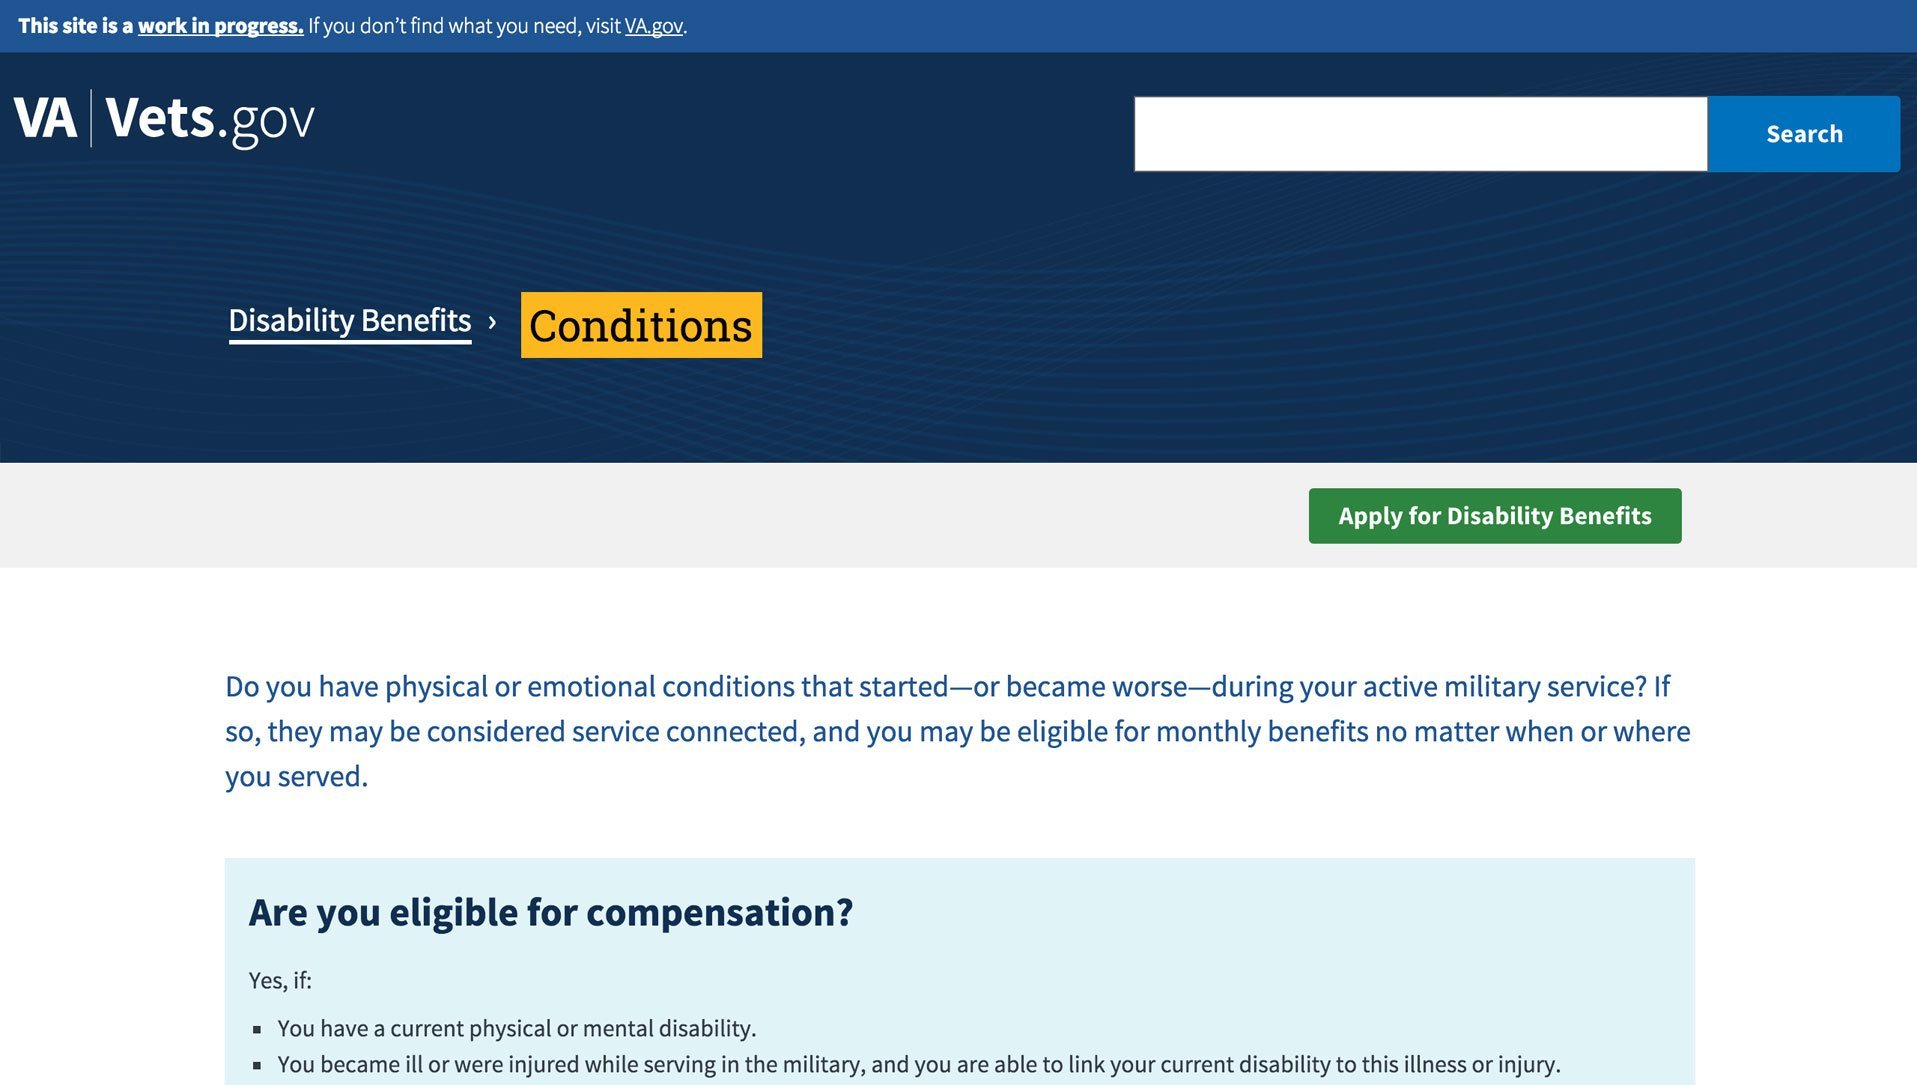 This site is a work in progress. If you don’t find what you need, visit VA.gov.
VA | Vets.gov
Search
Disability Benefits › Conditions
Apply for Disability Benefits
Do you have physical or emotional conditions that started—or became worse—during your active military service? If
so, they may be considered service connected, and you may be eligible for monthly benefits no matter when or where
you served.
Are you eligible for compensation?
Yes, if:
▪ You have a current physical or mental disability.
▪ You became ill or were injured while serving in the military, and you are able to link your current disability to this illness or injury.